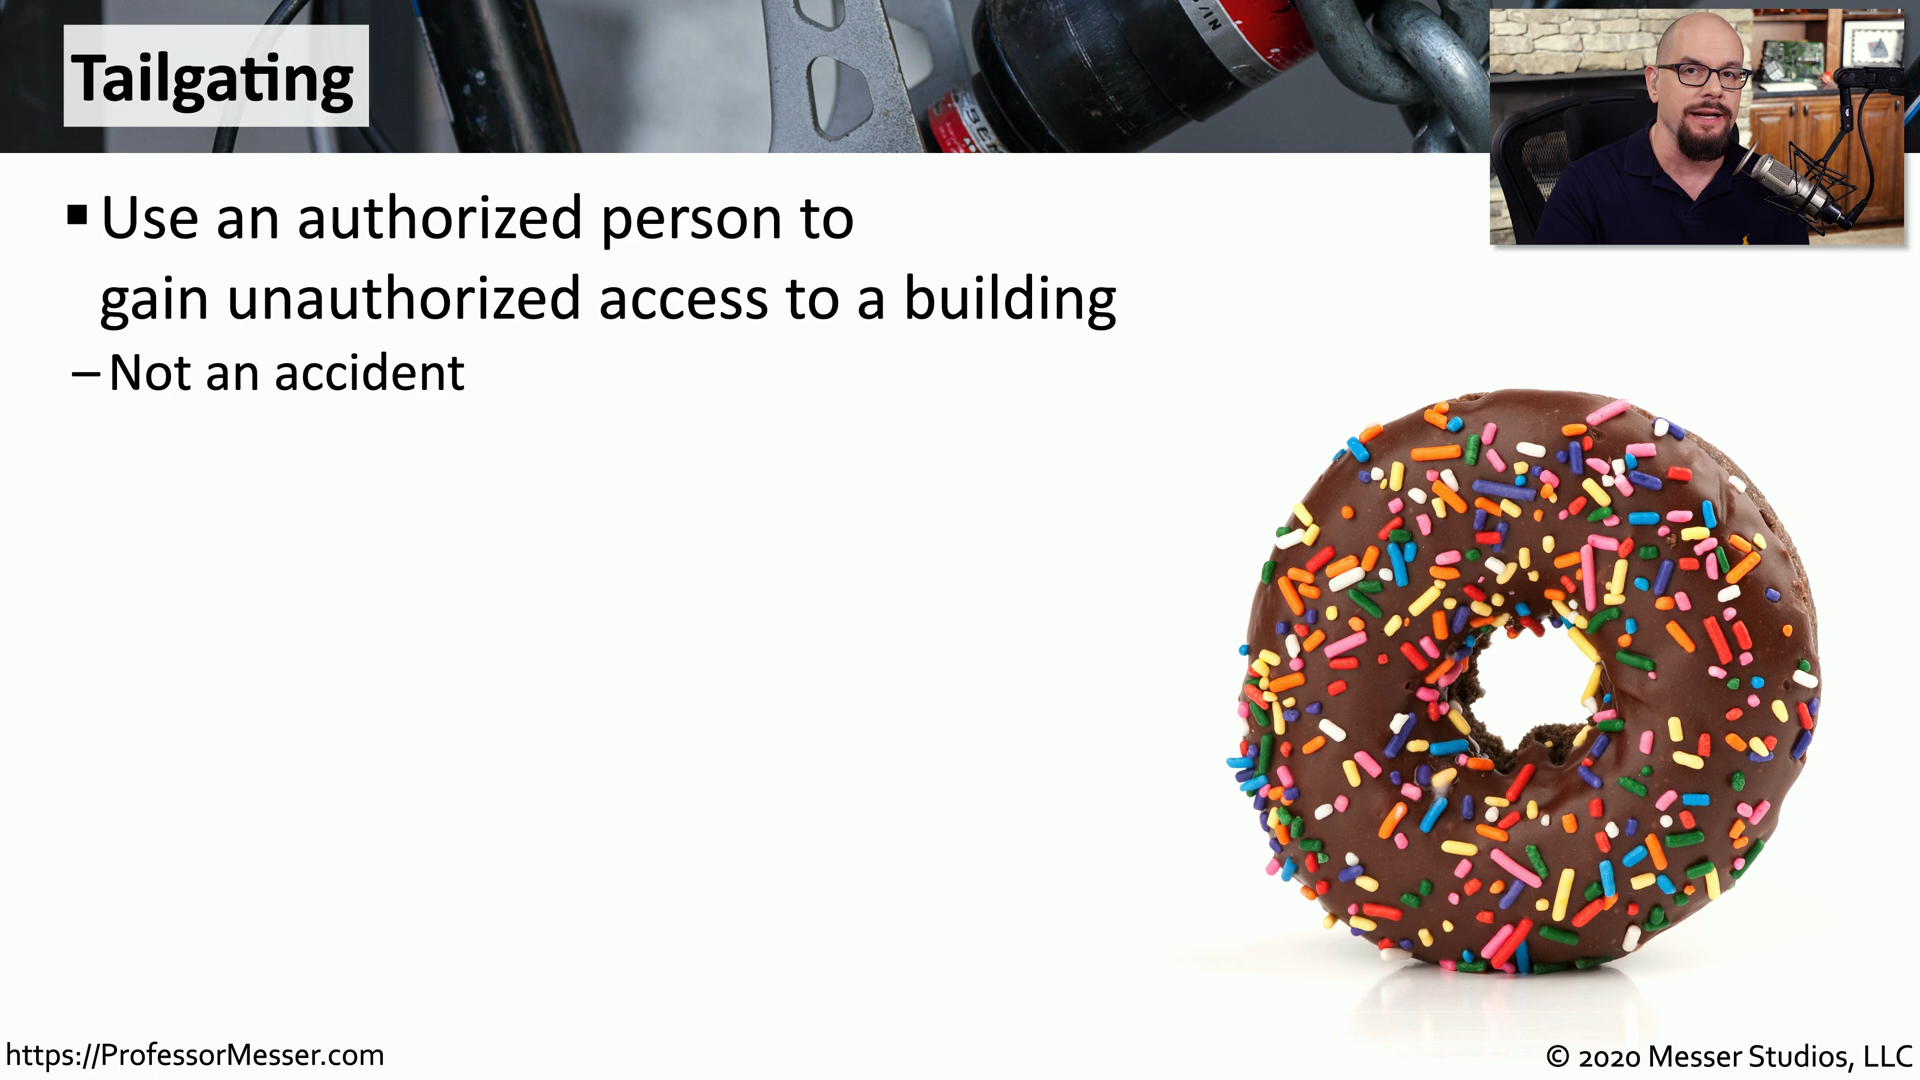 Tailgating
▪ Use an authorized person to
gain unauthorized access to a building
– Not an accident
https://ProfessorMesser.com
© 2020 Messer Studios, LLC